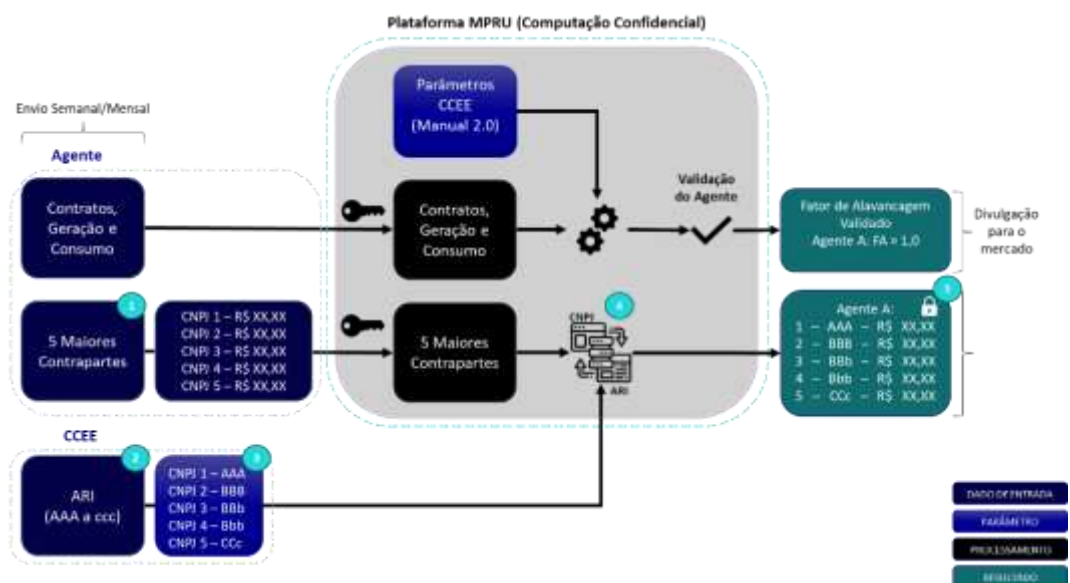 Plataforma MPRU (Computação Confidencial)
Parâmetros
CCEE
(Manual 2.0)
Envio Semanal/Mensal
Agente
Contratos,
Geração e
Consumo
Contratos,
Geração e
Consumo
Validação
do Agente
Fator de Alavancagem
Validado
Agente A: FA = 1,0
Divulgação
para o
mercado
1
5 Maiores
Contrapartes
CNPJ 1 – R$ XX,XX
CNPJ 2 – R$ XX,XX
CNPJ 3 – R$ XX,XX
CNPJ 4 – R$ XX,XX
CNPJ 5 – R$ XX,XX
5 Maiores
Contrapartes
4
CNPJ
ARI
Agente A:
1 – AAA – R$ XX,XX
2 – BBB – R$ XX,XX
3 – BBb – R$ XX,XX
4 – Bbb – R$ XX,XX
5 – CCc – R$ XX,XX
CCEE
2
ARI
(AAA a ccc)
3
CNPJ 1 – AAA
CNPJ 2 – BBB
CNPJ 3 – BBb
CNPJ 4 – Bbb
CNPJ 5 – CCc
DADO DE ENTRADA
PARÂMETRO
PROCESSAMENTO
RESULTADO